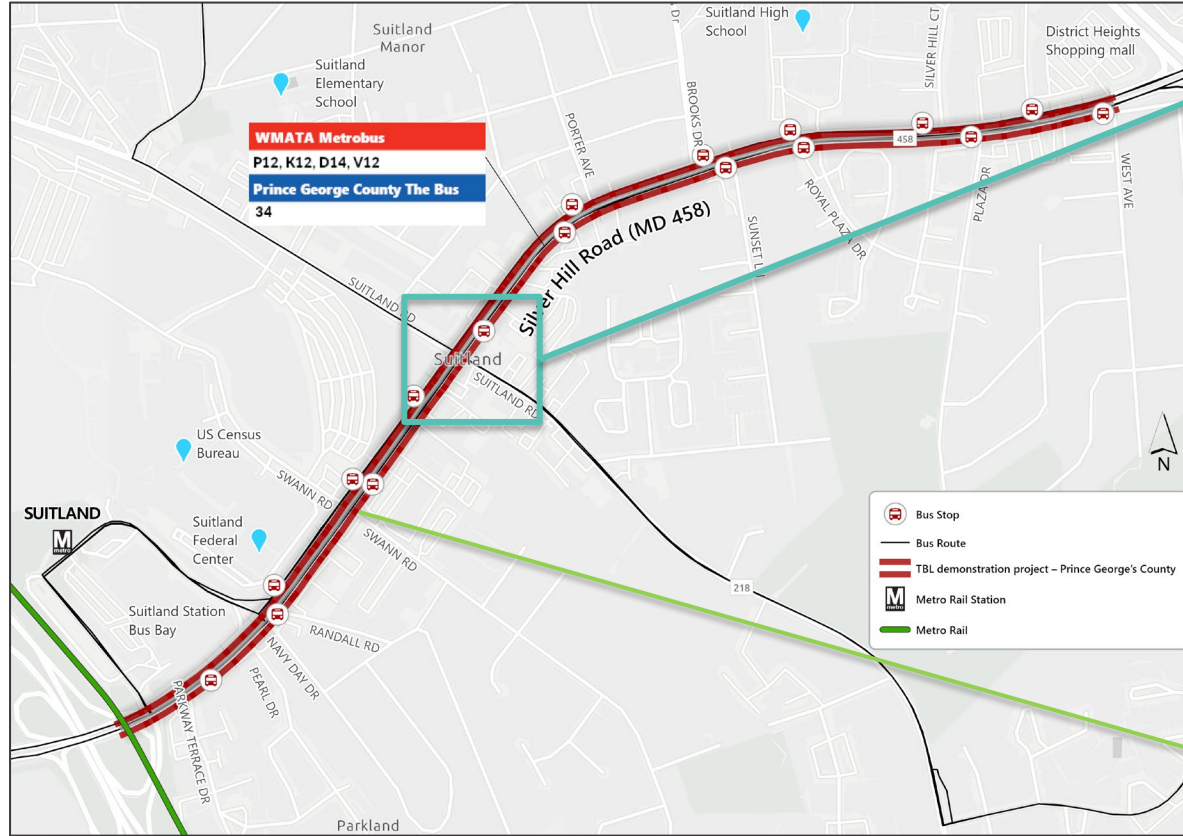 Suitland
Manor
Suitland High
School
Dr
SILVER HILL CT
District Heights
Shopping mall
Suitland
Elementary
School
BROOKS DR
PORTER AVE
WMATA Metrobus
P12, K12, D14, V12
Prince George County The Bus
34
458
WEST AVE
PLAZA DR
ROYAL PLAZA DR
SUNSET LN
Silver Hill Road (MD 458)
SUITLAND RD
Suitland
SUITLAND RD
US Census
Bureau
SWANN RD
N
SUITLAND
M
metro
Suitland
Federal
Center
SWANN RD
Bus Stop
Bus Route
TBL demonstration project – Prince George's County
M
metro
Metro Rail Station
Metro Rail
218
Suitland Station
Bus Bay
RANDALL RD
NAVY DAY DR
PEARL DR
PARKWAY TERRACE DR
Parkland